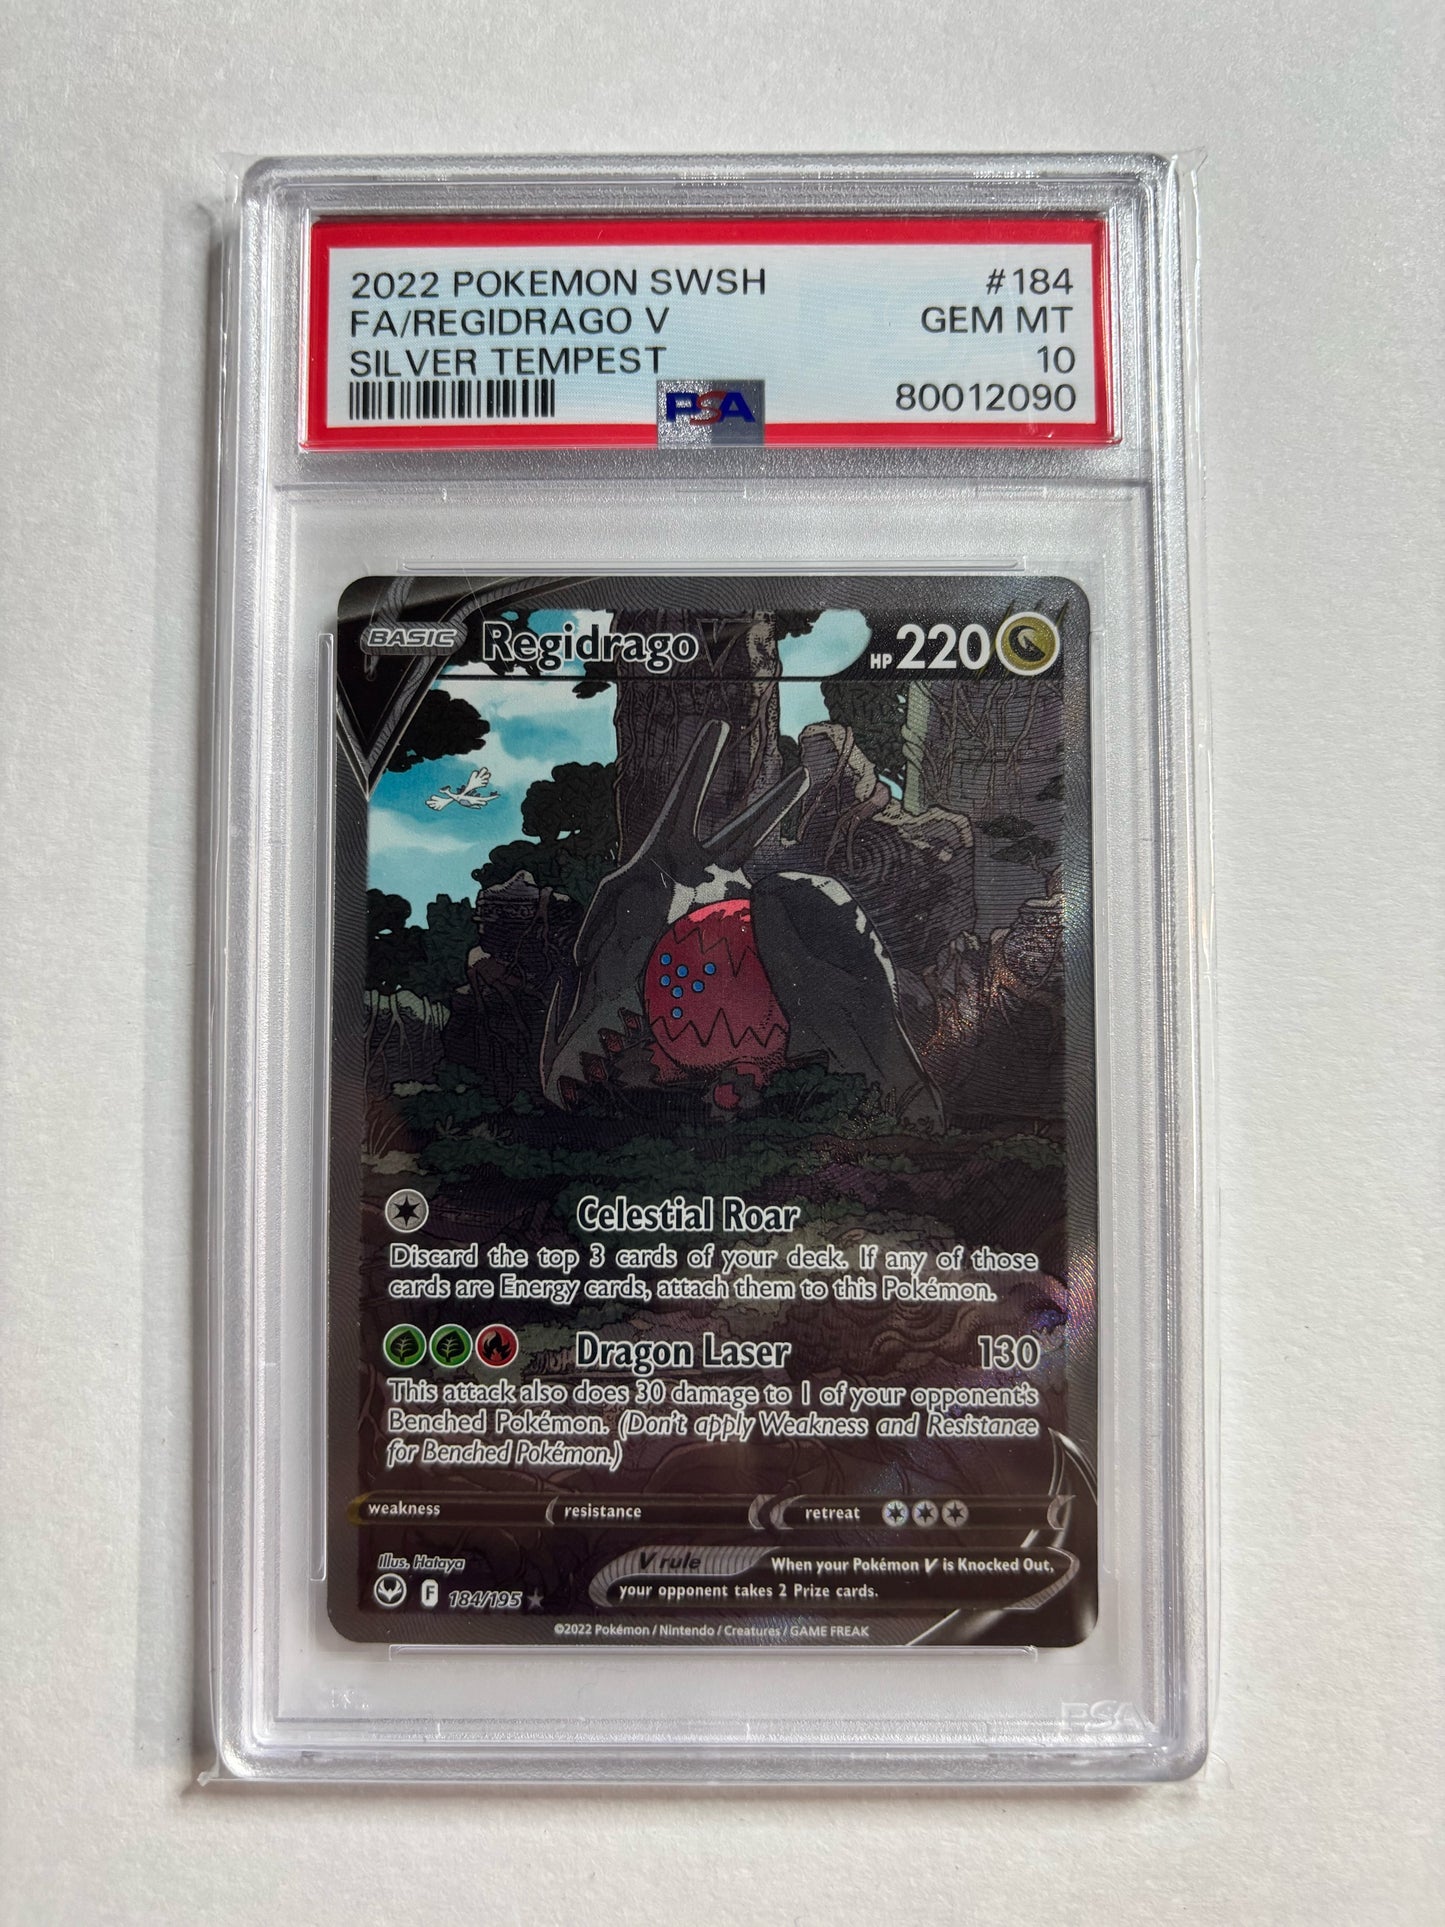 2022 POKEMON SWSH #184
FA/REGIDRAGO V GEM MT
SILVER TEMPEST 10
80012090
PSA
BASIC Regidrago V HP 220
Celestial Roar
Discard the top 3 cards of your deck. If any of those
cards are Energy cards, attach them to this Pokémon.
Dragon Laser 130
This attack also does 30 damage to 1 of your opponent's
Benched Pokémon. (Don't apply Weakness and Resistance
for Benched Pokémon.)
weakness resistance retreat
Illus. Hataya
V rule When your Pokémon V is Knocked Out,
your opponent takes 2 Prize cards.
F 184/195 ★
©2022 Pokémon / Nintendo / Creatures / GAME FREAK
PSA